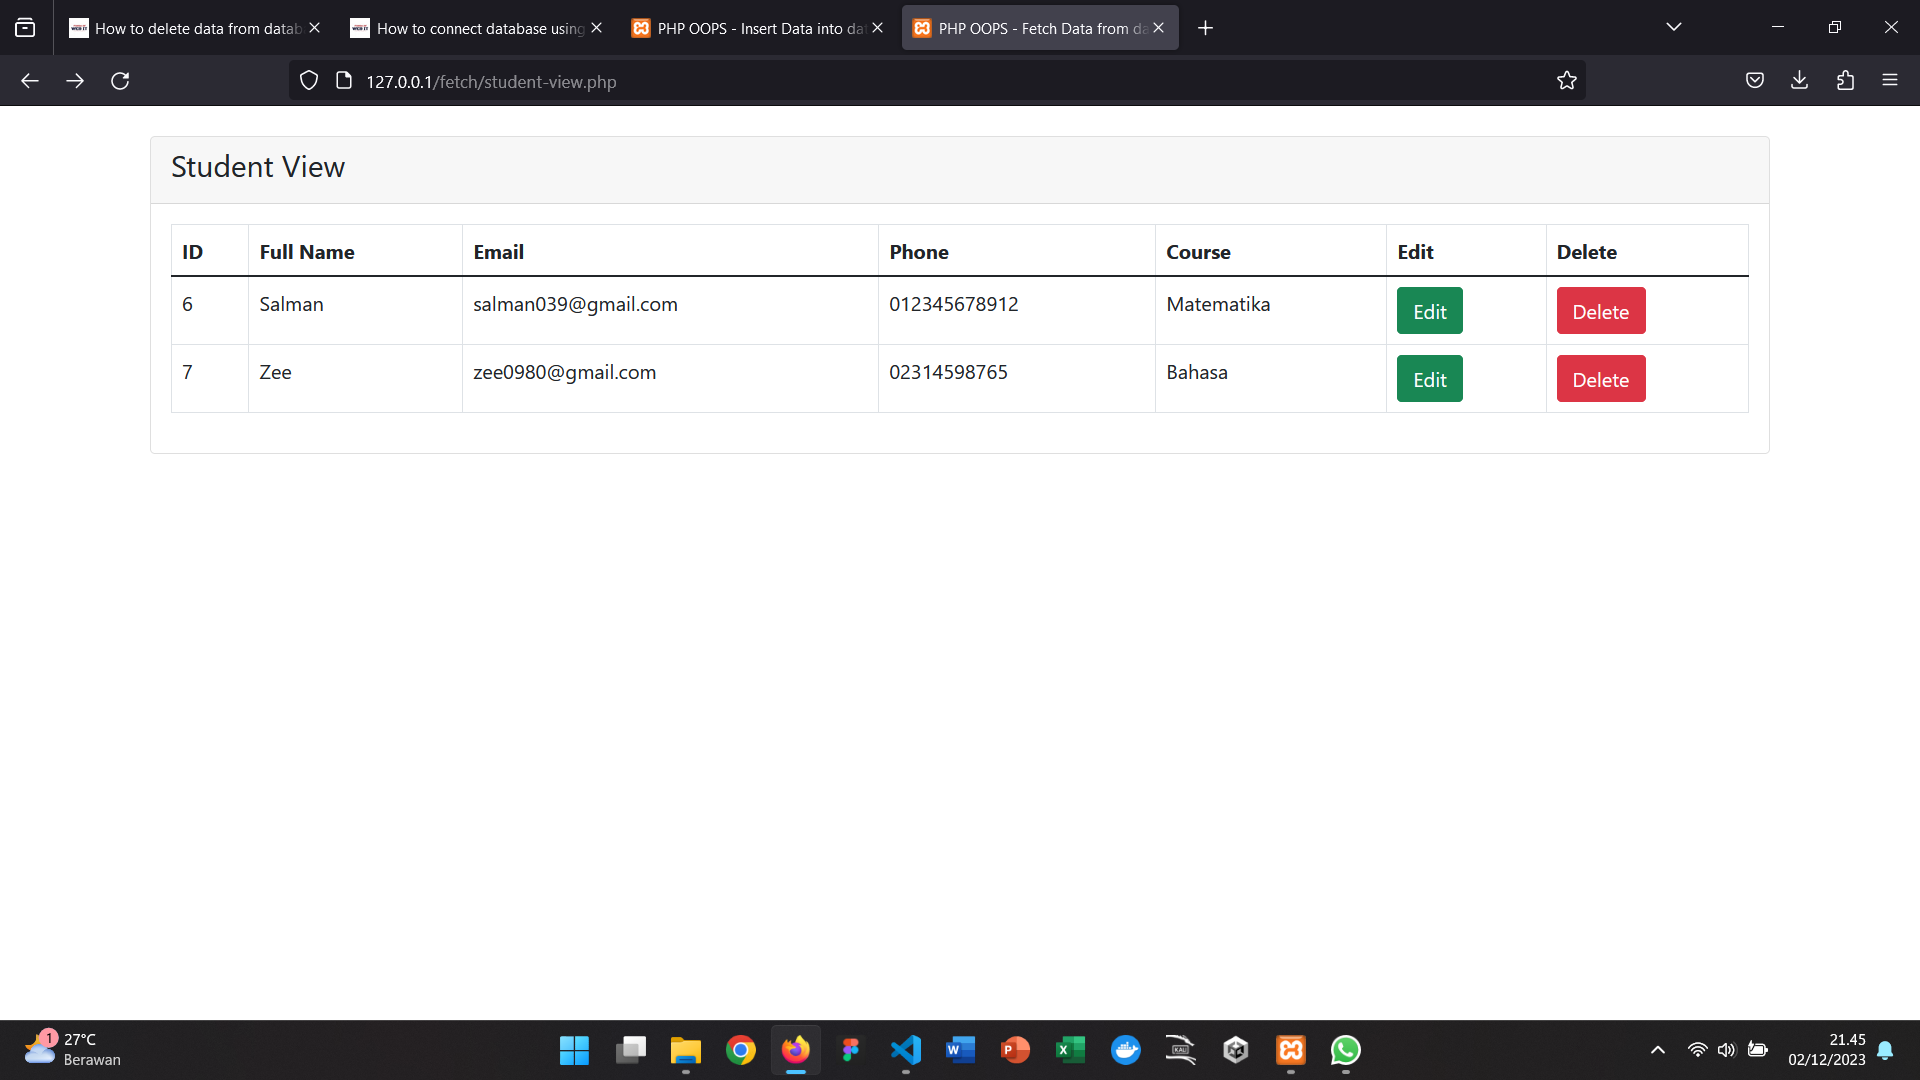 How to delete data from datab
How to connect database using
PHP OOPS - Insert Data into dat
PHP OOPS - Fetch Data from da
127.0.0.1/fetch/student-view.php
Student View
ID Full Name Email Phone Course Edit Delete
6 Salman salman039@gmail.com 012345678912 Matematika Edit Delete
7 Zee zee0980@gmail.com 02314598765 Bahasa Edit Delete
1
27°C
Berawan
W
P
X
KALI
21.45
02/12/2023